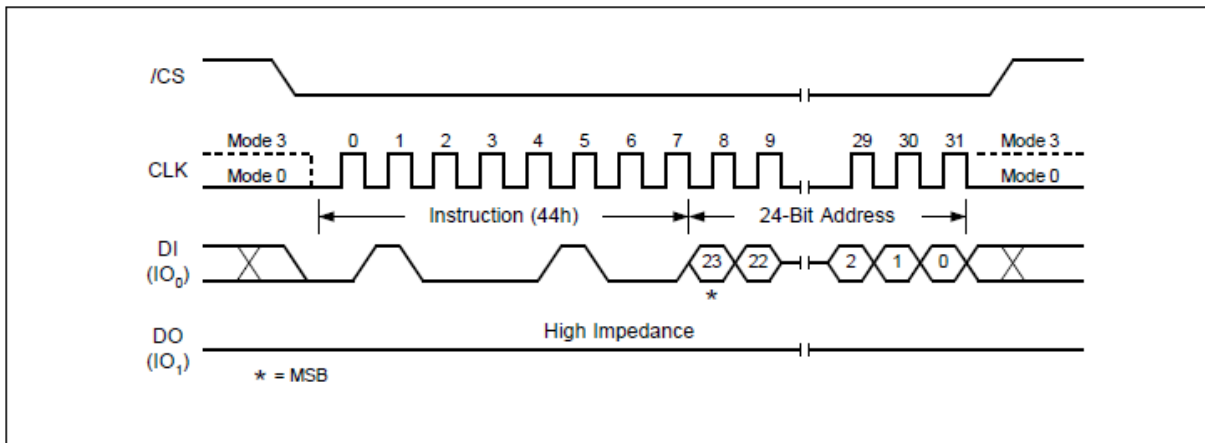 /CS
Mode 3 0 1 2 3 4 5 6 7 8 9 29 30 31 Mode 3
CLK
Mode 0 Mode 0
Instruction (44h) 24-Bit Address
DI
(IO0)
23 22 2 1 0
*
High Impedance
DO
(IO1)
* = MSB